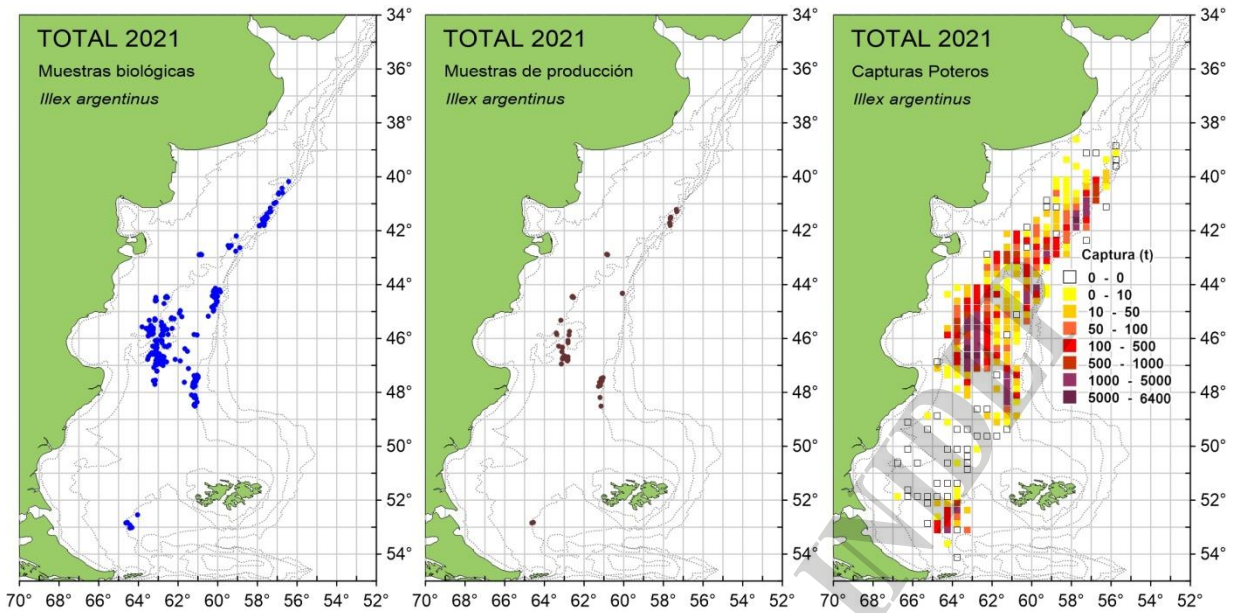 TOTAL 2021
Muestras biológicas
Illex argentinus
34°
36°
38°
40°
42°
44°
46°
48°
50°
52°
54°
70 68 66 64 62 60 58 56 54 52
TOTAL 2021
Muestras de producción
Illex argentinus
34°
36°
38°
40°
42°
44°
46°
48°
50°
52°
54°
70 68 66 64 62 60 58 56 54 52
TOTAL 2021
Capturas Poteros
Illex argentinus
Captura (t)
0 - 0
0 - 10
10 - 50
50 - 100
100 - 500
500 - 1000
1000 - 5000
5000 - 6400
34°
36°
38°
40°
42°
44°
46°
48°
50°
52°
54°
70 68 66 64 62 60 58 56 54 52
INIDEP